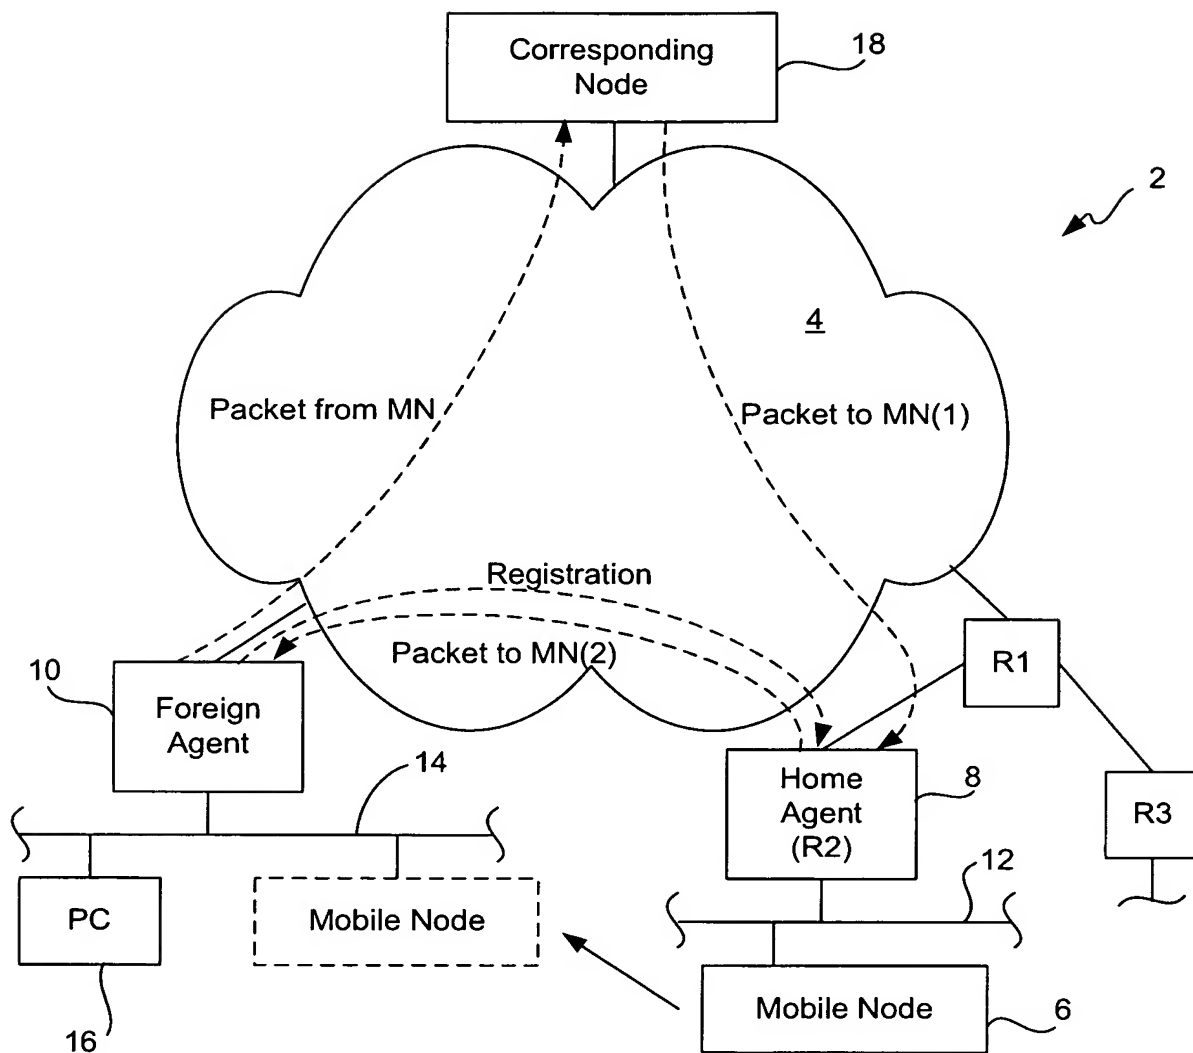 Corresponding
Node
18
2
4
Packet from MN
Packet to MN(1)
Registration
Packet to MN(2)
R1
10
Foreign
Agent
14
Home
Agent
(R2)
8
R3
12
PC
Mobile Node
Mobile Node
16
6